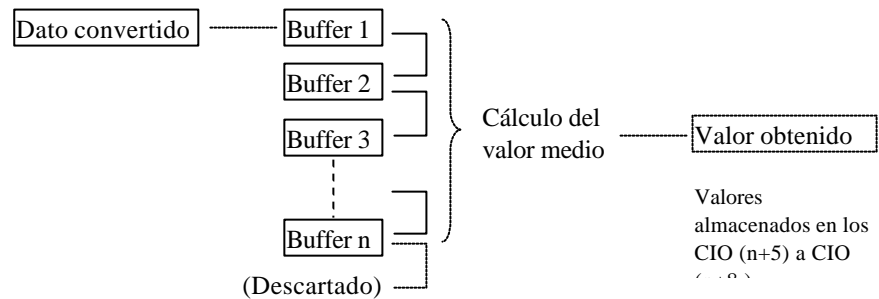 Dato convertido
Buffer 1
Buffer 2
Buffer 3
Buffer n
(Descartado)
Cálculo del
valor medio
Valor obtenido
Valores
almacenados en los
CIO (n+5) a CIO